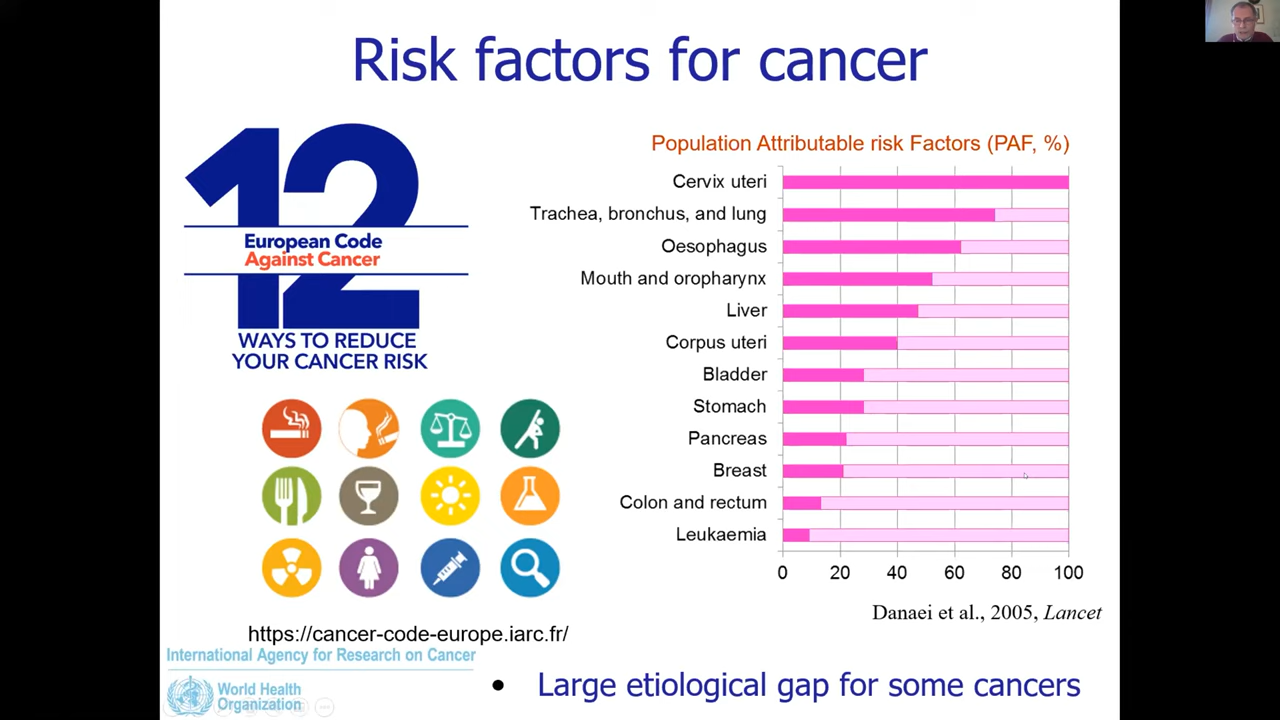 Risk factors for cancer
12
European Code
Against Cancer
WAYS TO REDUCE
YOUR CANCER RISK
https://cancer-code-europe.iarc.fr/
International Agency for Research on Cancer
World Health
Organization
Population Attributable risk Factors (PAF, %)
Cervix uteri
Trachea, bronchus, and lung
Oesophagus
Mouth and oropharynx
Liver
Corpus uteri
Bladder
Stomach
Pancreas
Breast
Colon and rectum
Leukaemia
0 20 40 60 80 100
Danaei et al., 2005, Lancet
• Large etiological gap for some cancers